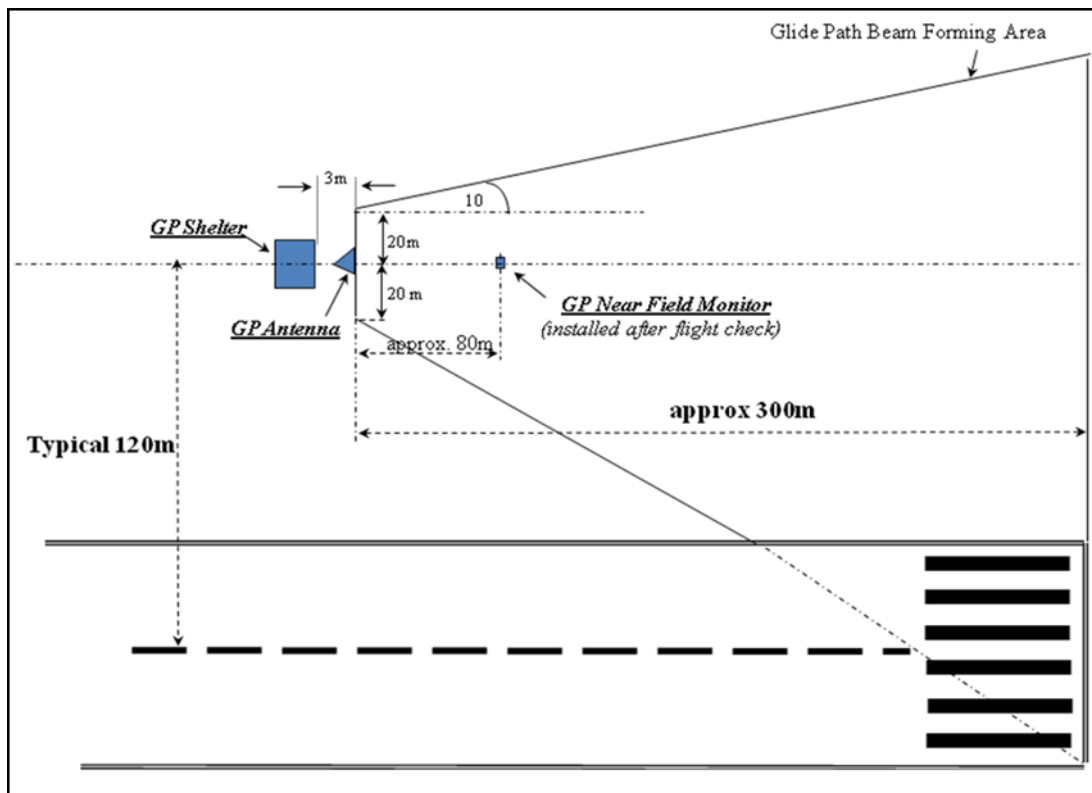 Glide Path Beam Forming Area
3m
10
GP Shelter
20m
20 m
GP Antenna
GP Near Field Monitor
(installed after flight check)
approx. 80m
approx 300m
Typical 120m